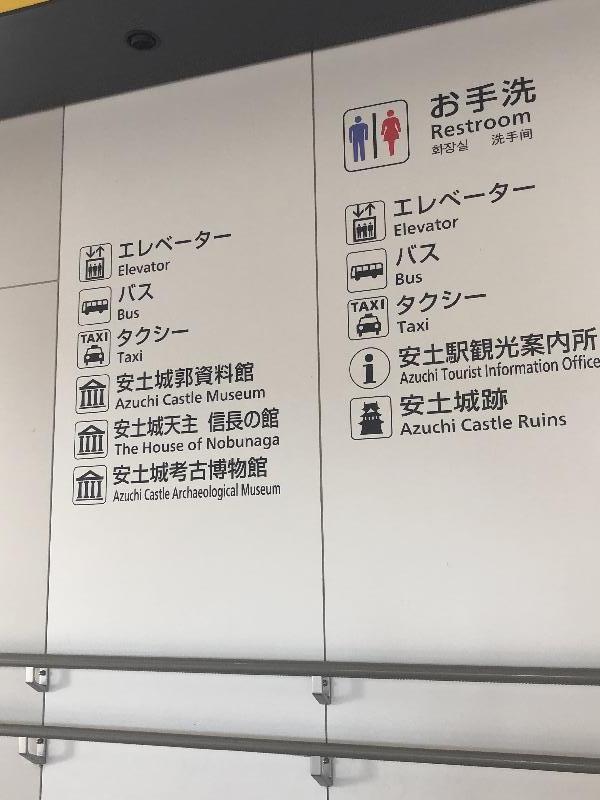 エレベーター
Elevator
バス
Bus
TAXI
タクシー
Taxi
安土城郭資料館
Azuchi Castle Museum
安土城天主 信長の館
The House of Nobunaga
安土城考古博物館
Azuchi Castle Archaeological Museum
お手洗
Restroom
화장실 洗手间
エレベーター
Elevator
バス
Bus
TAXI
タクシー
Taxi
i
安土駅観光案内所
Azuchi Tourist Information Office
安土城跡
Azuchi Castle Ruins